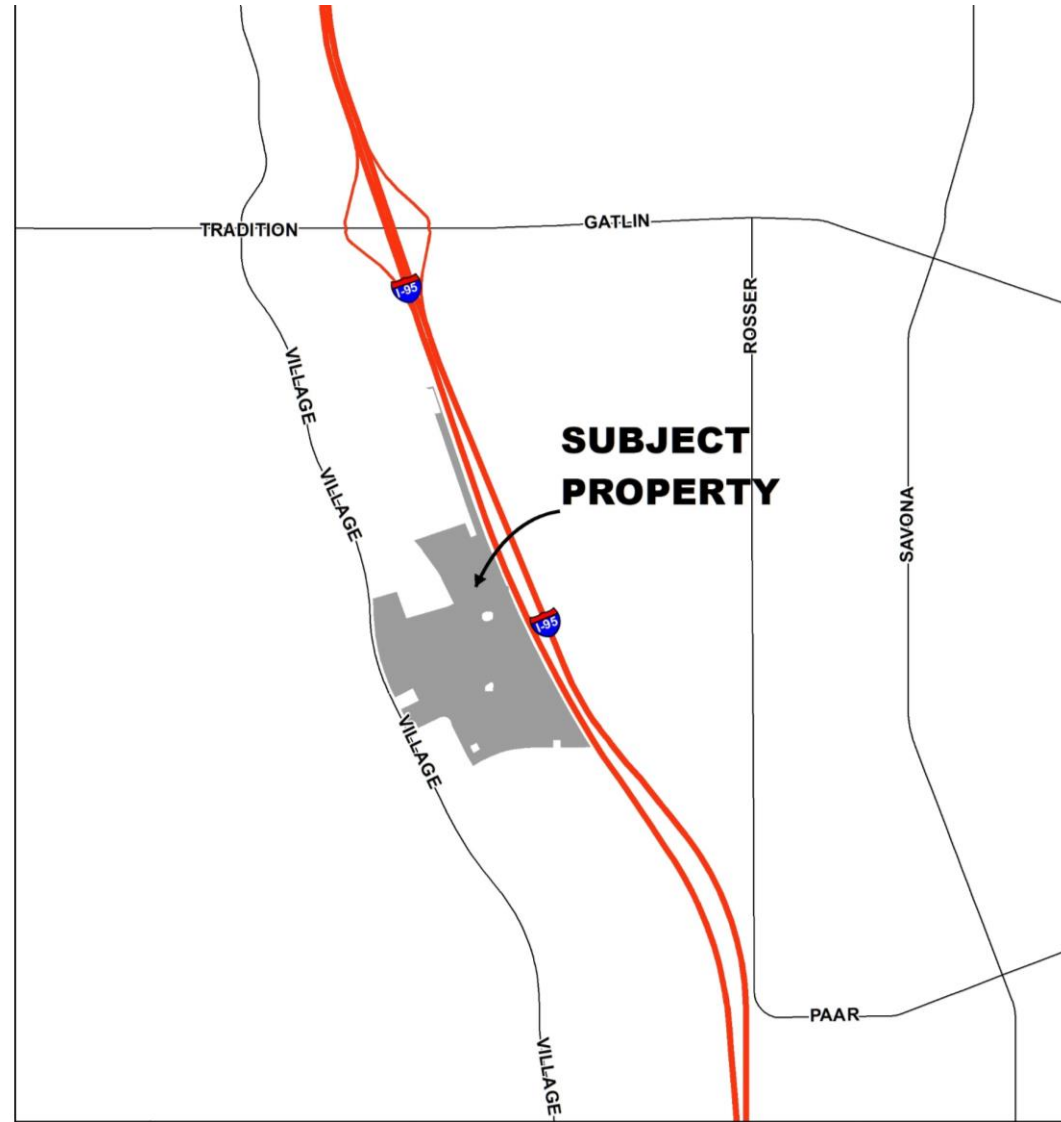 TRADITION
GATLIN
I-95
ROSSER
VILLAGE
SUBJECT
PROPERTY
VILLAGE
SAVONA
I-95
VILLAGE
PAAR
VILLAGE